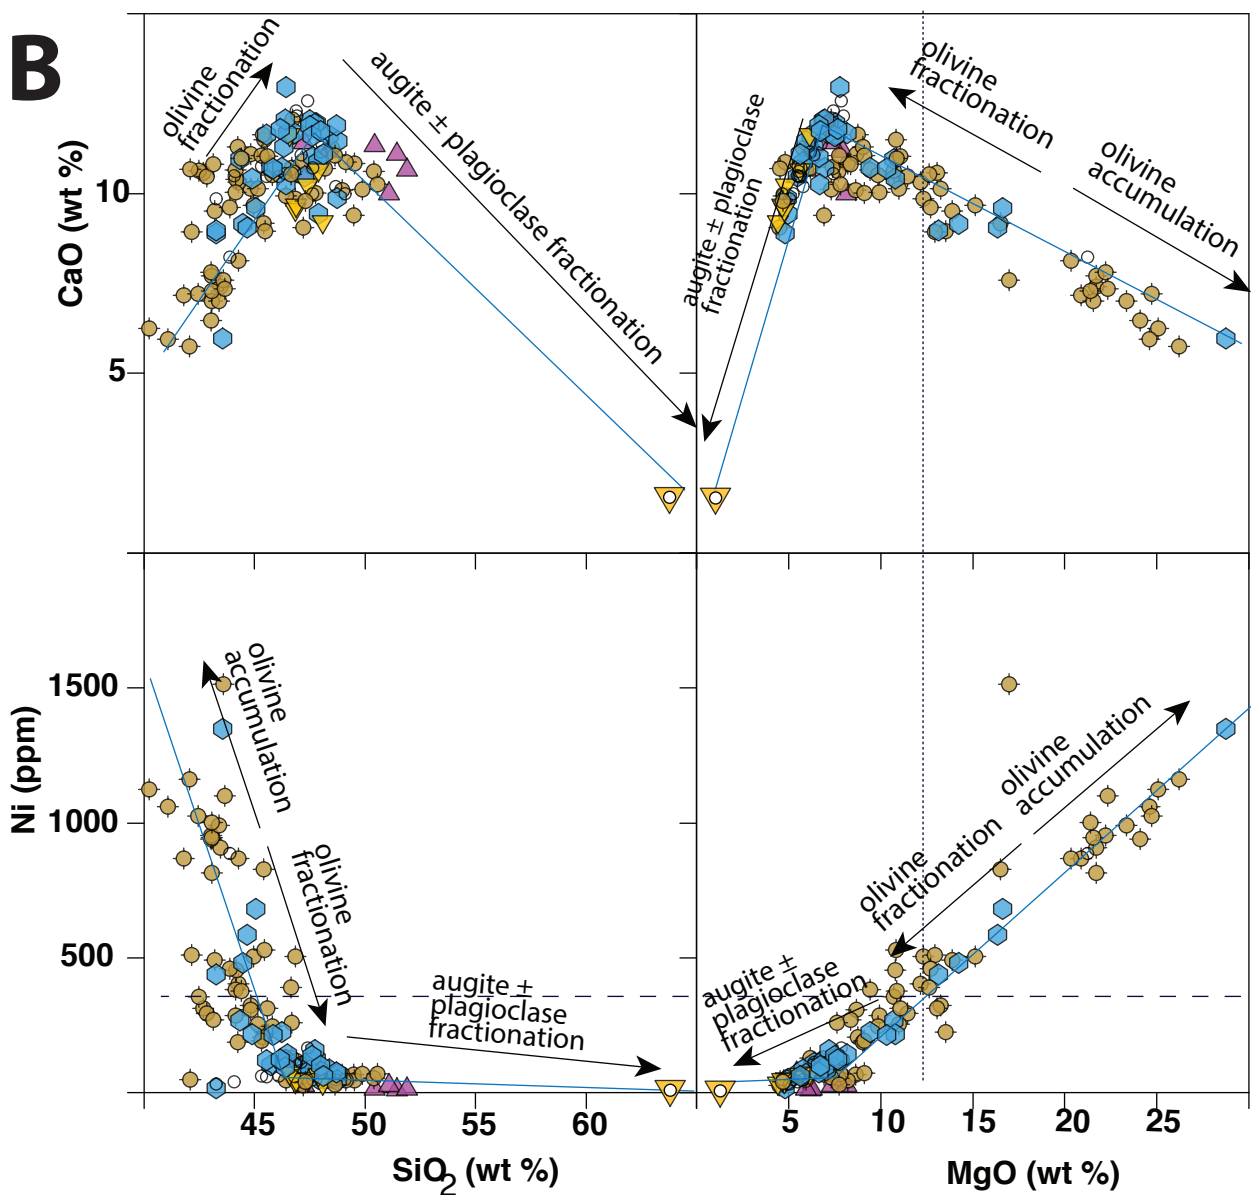 B
olivine
fractionation
augite ± plagioclase fractionation
augite ± plagioclase
fractionation
olivine
fractionation
olivine
accumulation
CaO (wt %)
10
5
olivine
accumulation
olivine
fractionation
augite ±
plagioclase
fractionation
augite ±
plagioclase
fractionation
olivine
fractionation
olivine
accumulation
Ni (ppm)
1500
1000
500
45
50
55
60
5
10
15
20
25
SiO2 (wt %)
MgO (wt %)